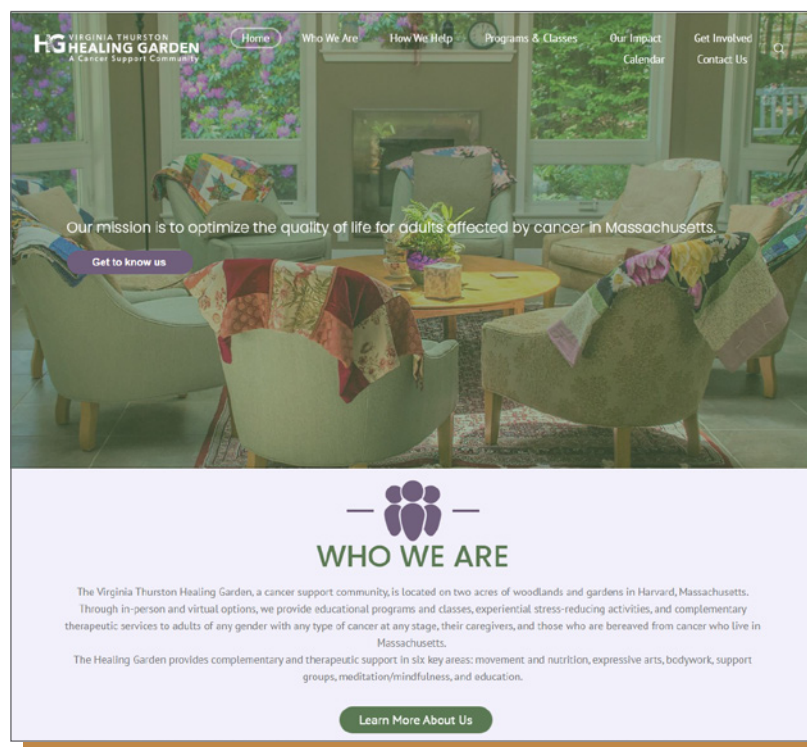 HG VIRGINIA THURSTON
HEALING GARDEN
A Cancer Support Community
Home Who We Are How We Help Programs & Classes Our Impact Get Involved
Calendar Contact Us
Our mission is to optimize the quality of life for adults affected by cancer in Massachusetts.
Get to know us
WHO WE ARE
The Virginia Thurston Healing Garden, a cancer support community, is located on two acres of woodlands and gardens in Harvard, Massachusetts.
Through in-person and virtual options, we provide educational programs and classes, experiential stress-reducing activities, and complementary
therapeutic services to adults of any gender with any type of cancer at any stage, their caregivers, and those who are bereaved from cancer who live in
Massachusetts.
The Healing Garden provides complementary and therapeutic support in six key areas: movement and nutrition, expressive arts, bodywork, support
groups, meditation/mindfulness, and education.
Learn More About Us